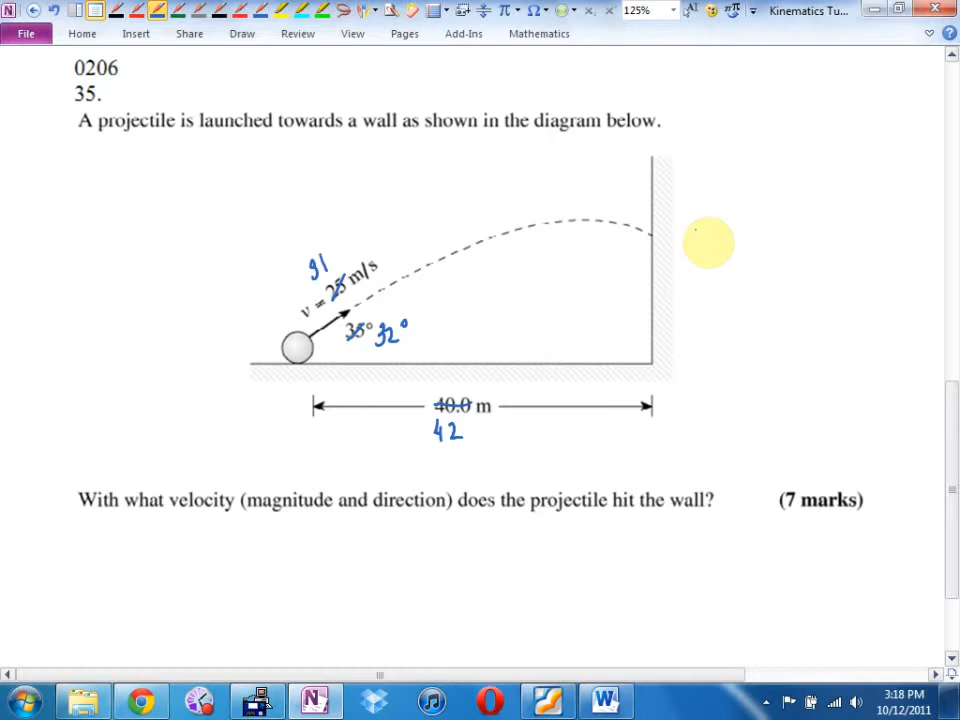 125%
Kinematics Tu...
File Home Insert Share Draw Review View Pages Add-Ins Mathematics
0206
35.
A projectile is launched towards a wall as shown in the diagram below.
31
v = 25 m/s
35° 32°
40.0 m
42
With what velocity (magnitude and direction) does the projectile hit the wall? (7 marks)
3:18 PM
10/12/2011